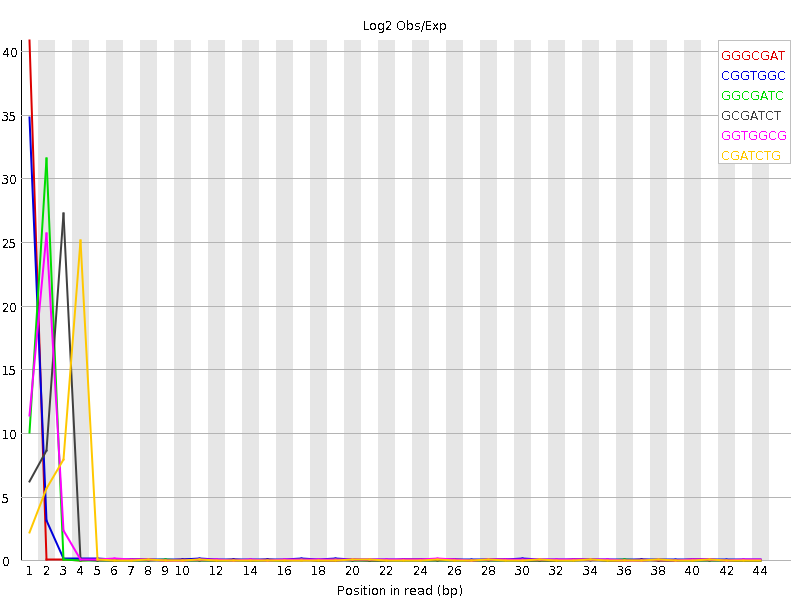 Log2 Obs/Exp
GGGCGAT
CGGTGGC
GGCGATC
GCGATCT
GGTGGCG
CGATCTG
40
35
30
25
20
15
10
5
0
1 2 3 4 5 6 7 8 9 10 12 14 16 18 20 22 24 26 28 30 32 34 36 38 40 42 44
Position in read (bp)